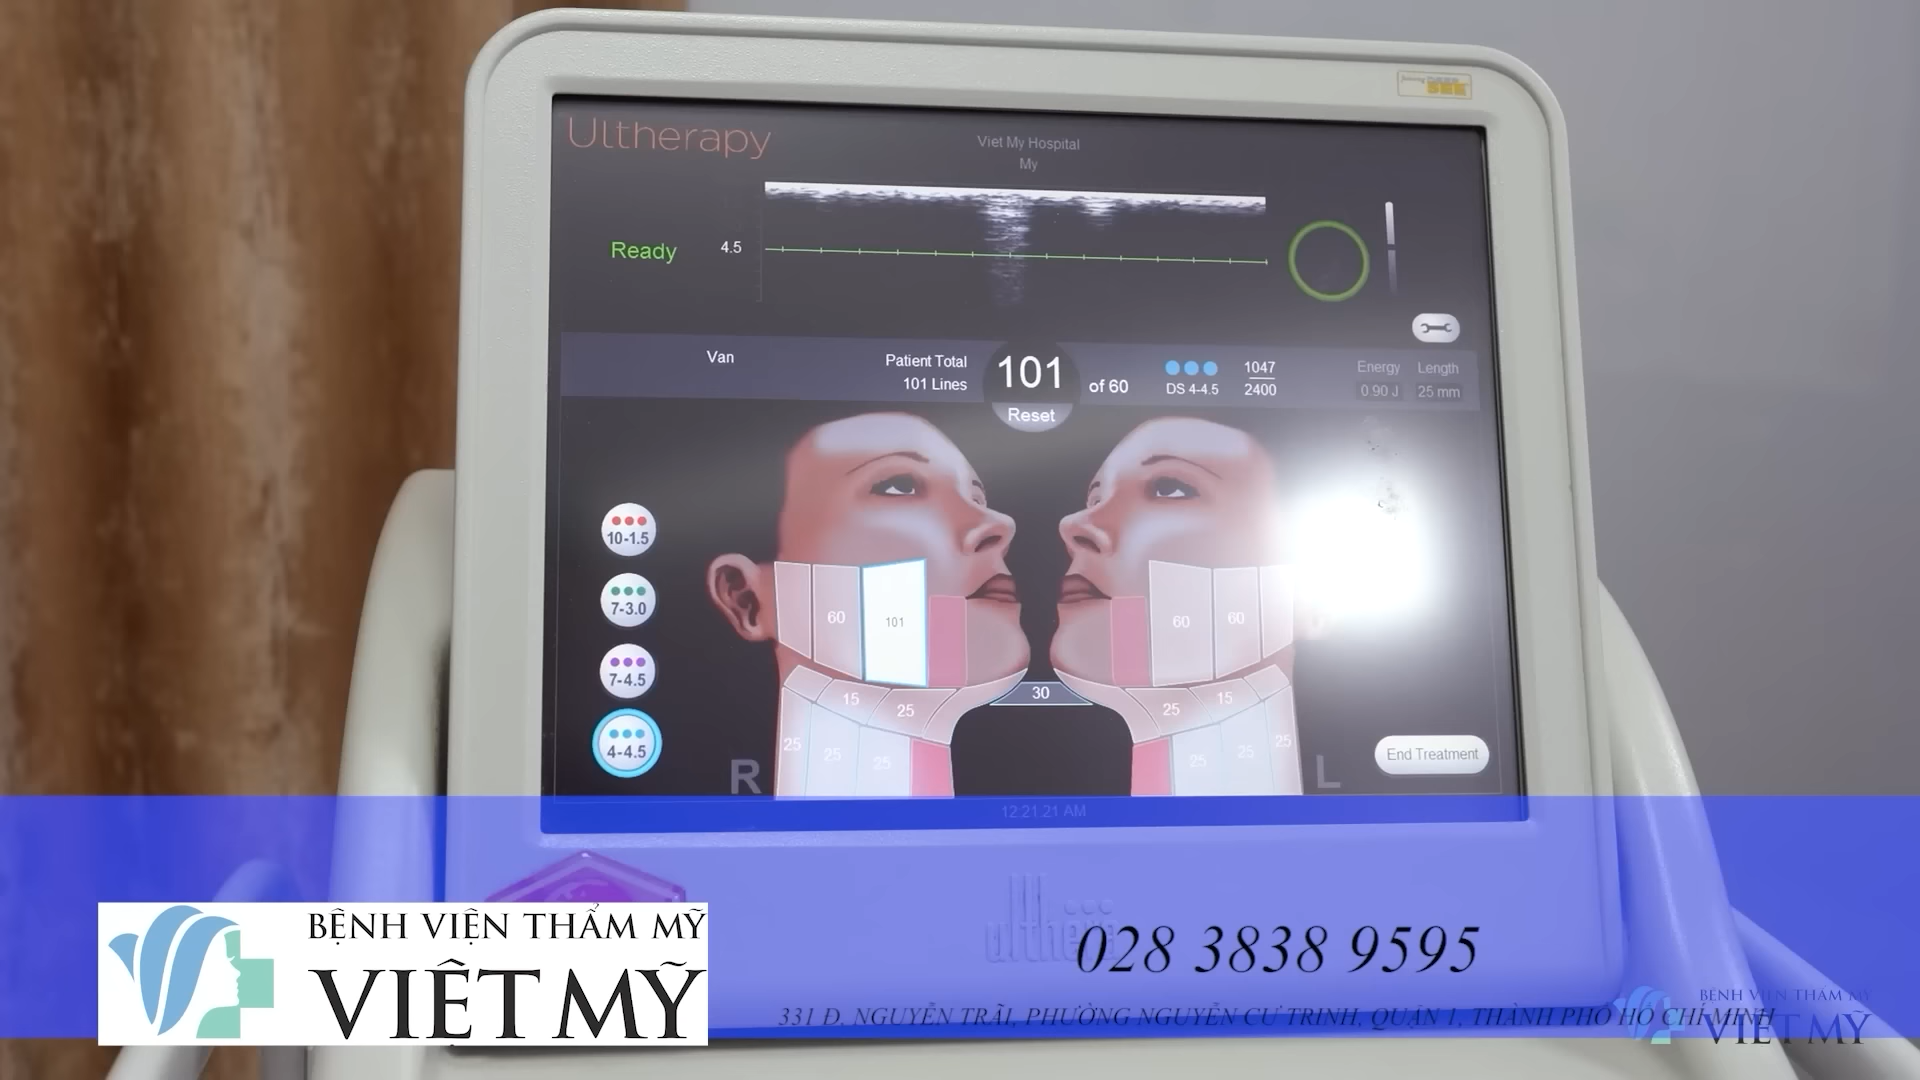 SEE
Ultherapy
Viet My Hospital
My
Ready
4.5
Van
Patient Total
101 Lines
101
of 60
Reset
DS 4-4.5
1047
2400
Energy
Length
0.90 J
25 mm
10-1.5
7-3.0
7-4.5
4-4.5
60
101
60
60
30
15
25
25
15
25
25
25
25
25
25
R
L
End Treatment
12:21:21 AM
ulthera
BỆNH VIỆN THẨM MỸ
VIỆT MỸ
028 3838 9595
331 Đ. NGUYỄN TRÃI, PHƯỜNG NGUYỄN CƯ TRINH, QUẬN 1, THÀNH PHỐ HỒ CHÍ MINH
BỆNH VIỆN THẨM MỸ
VIỆT MỸ